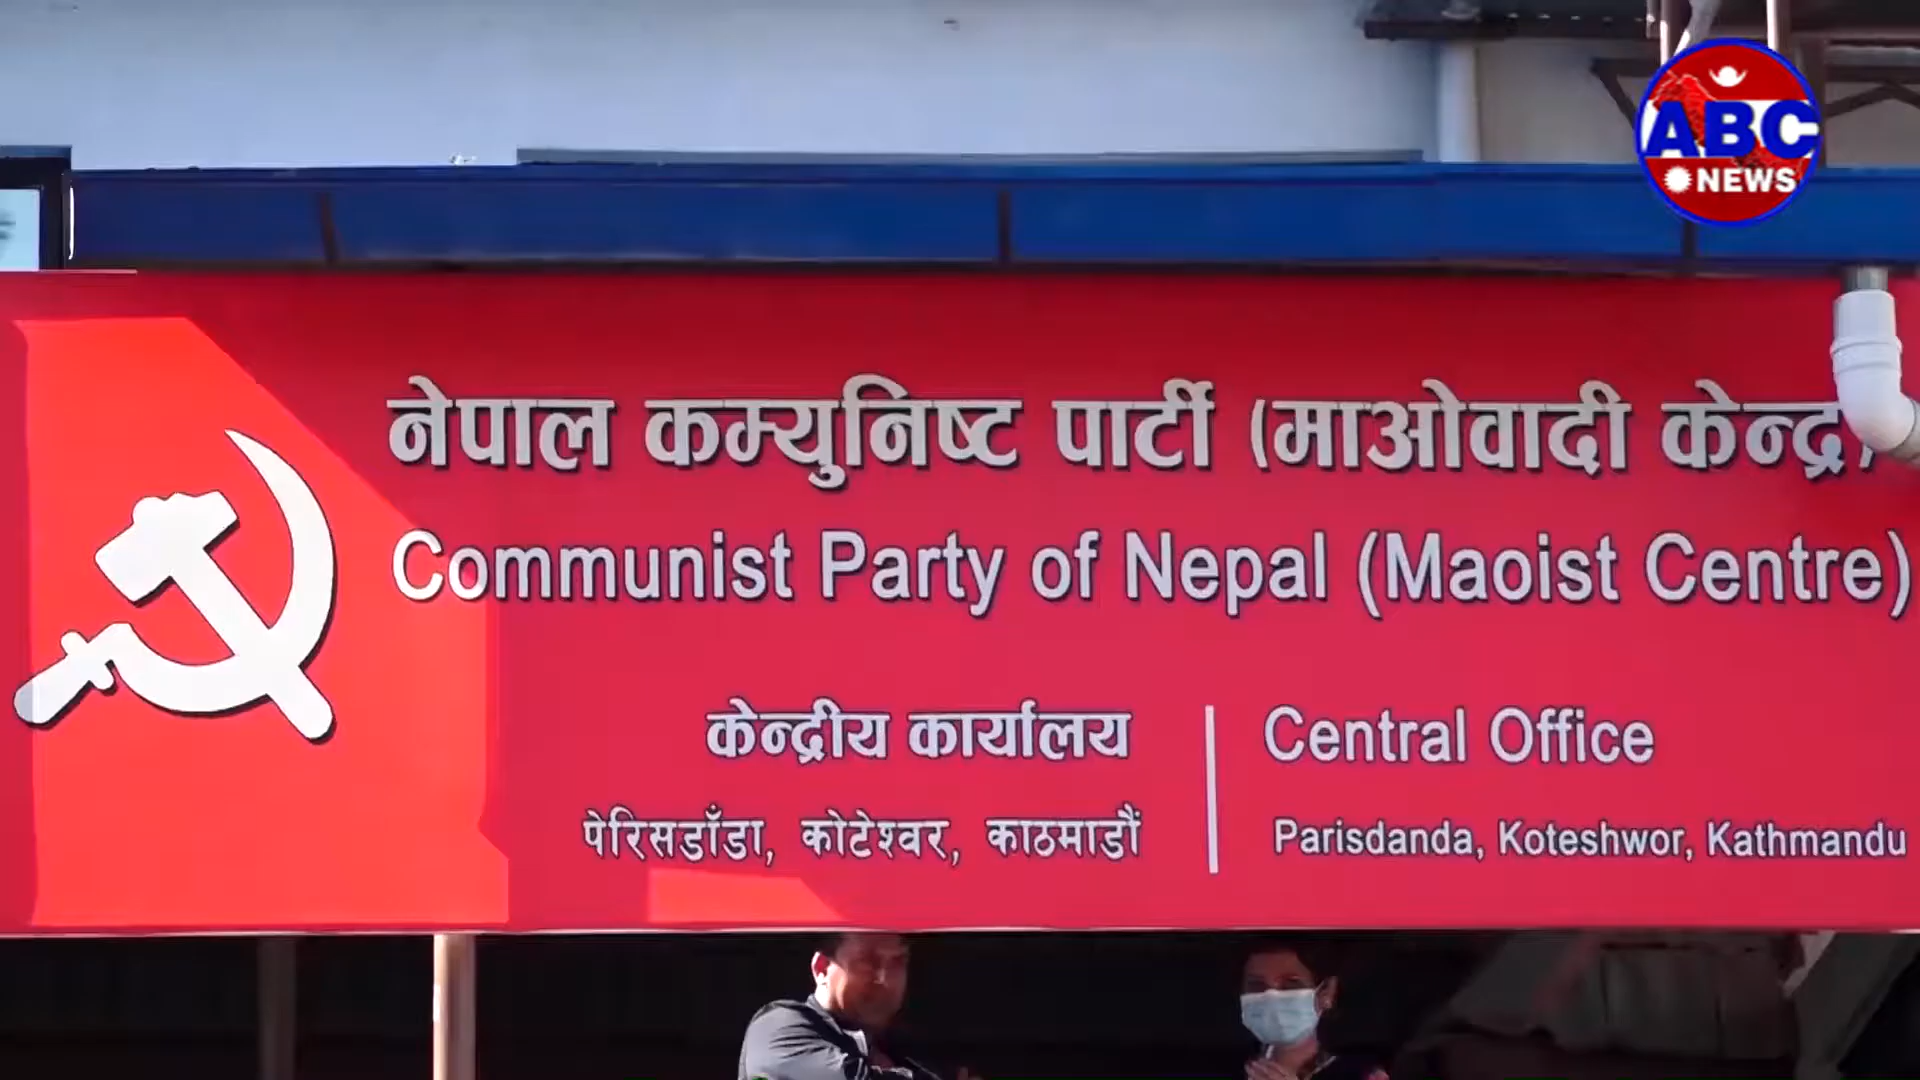 ABC
NEWS
नेपाल कम्युनिष्ट पार्टी (माओवादी केन्द्र)
Communist Party of Nepal (Maoist Centre)
केन्द्रीय कार्यालय
पेरिसडाँडा, कोटेश्वर, काठमाडौं
Central Office
Parisdanda, Koteshwor, Kathmandu